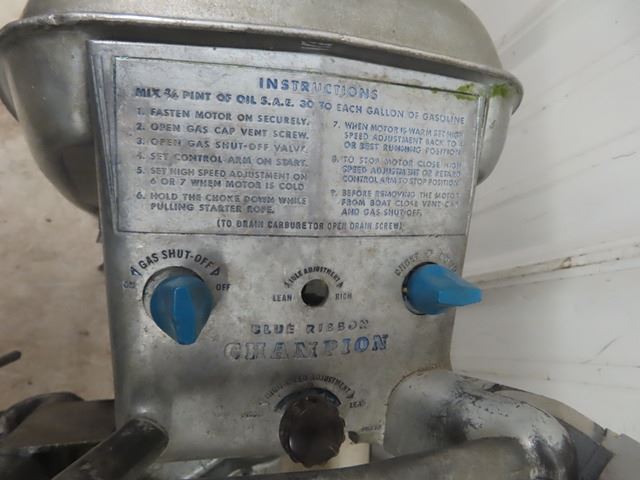 INSTRUCTIONS
MIX ¾ PINT OF OIL S.A.E. 30 TO EACH GALLON OF GASOLINE
1. FASTEN MOTOR ON SECURELY.
2. OPEN GAS CAP VENT SCREW.
3. OPEN GAS SHUT-OFF VALVE.
4. SET CONTROL ARM ON START.
5. SET HIGH SPEED ADJUSTMENT ON
6 OR 7 WHEN MOTOR IS COLD
6. HOLD THE CHOKE DOWN WHILE
PULLING STARTER ROPE.
7. WHEN MOTOR IS WARM SET HIGH
SPEED ADJUSTMENT BACK TO
OR BEST RUNNING POSITION
8. TO STOP MOTOR CLOSE HIGH
SPEED ADJUSTMENT OR RETARD
CONTROL ARM TO STOP POSITION
9. BEFORE REMOVING THE MOTOR
FROM BOAT CLOSE VENT CAP
AND GAS SHUT-OFF.
(TO DRAIN CARBURETOR OPEN DRAIN SCREW)
GAS SHUT-OFF
ON OFF
IDLE ADJUSTMENT
LEAN RICH
CHOKE
BLUE RIBBON
CHAMPION
HIGH SPEED ADJUSTMENT